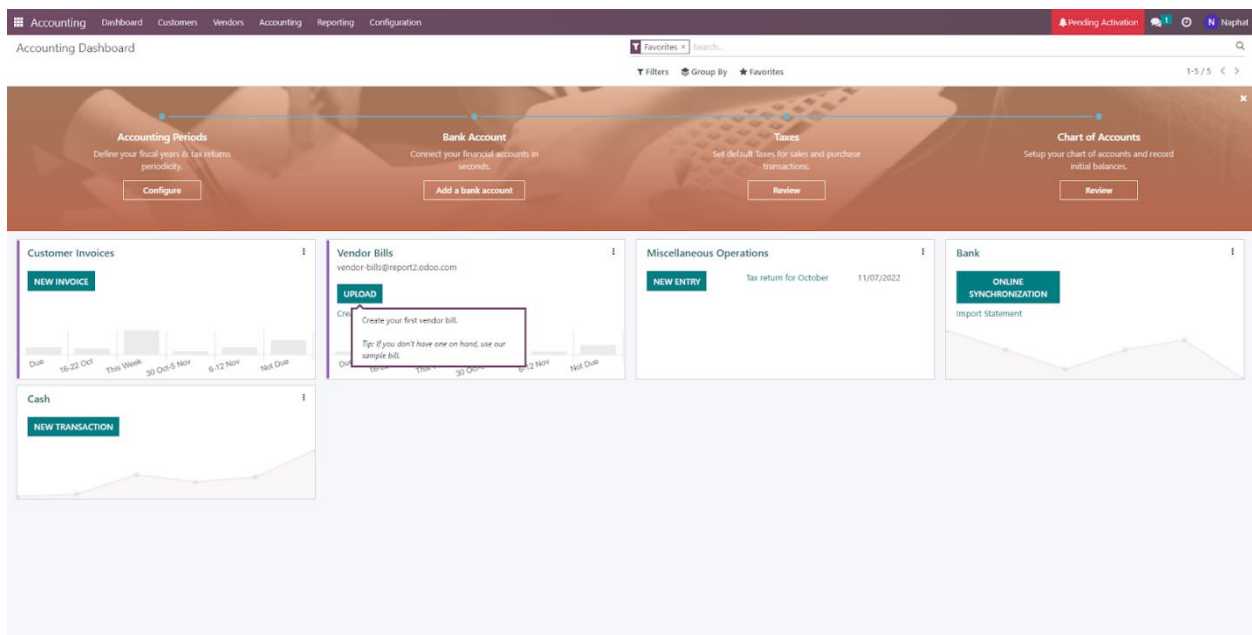 Accounting Dashboard Customers Vendors Accounting Reporting Configuration Pending Activation 1 N Naphat
Accounting Dashboard
Favorites × Search...
Filters Group By Favorites 1-5 / 5
Accounting Periods
Define your fiscal years & tax returns
periodicity.
Configure
Bank Account
Connect your financial accounts in
seconds.
Add a bank account
Taxes
Set default Taxes for sales and purchase
transactions.
Review
Chart of Accounts
Setup your chart of accounts and record
initial balances.
Review
Customer Invoices
NEW INVOICE
Due 16-22 Oct This Week 30 Oct-5 Nov 6-12 Nov Not Due
Vendor Bills
vendor-bills@report2.odoo.com
UPLOAD
Create your first vendor bill.
Tip: If you don't have one on hand, use our
sample bill.
Not Due
Miscellaneous Operations
NEW ENTRY Tax return for October 11/07/2022
Bank
ONLINE
SYNCHRONIZATION
Import Statement
Cash
NEW TRANSACTION